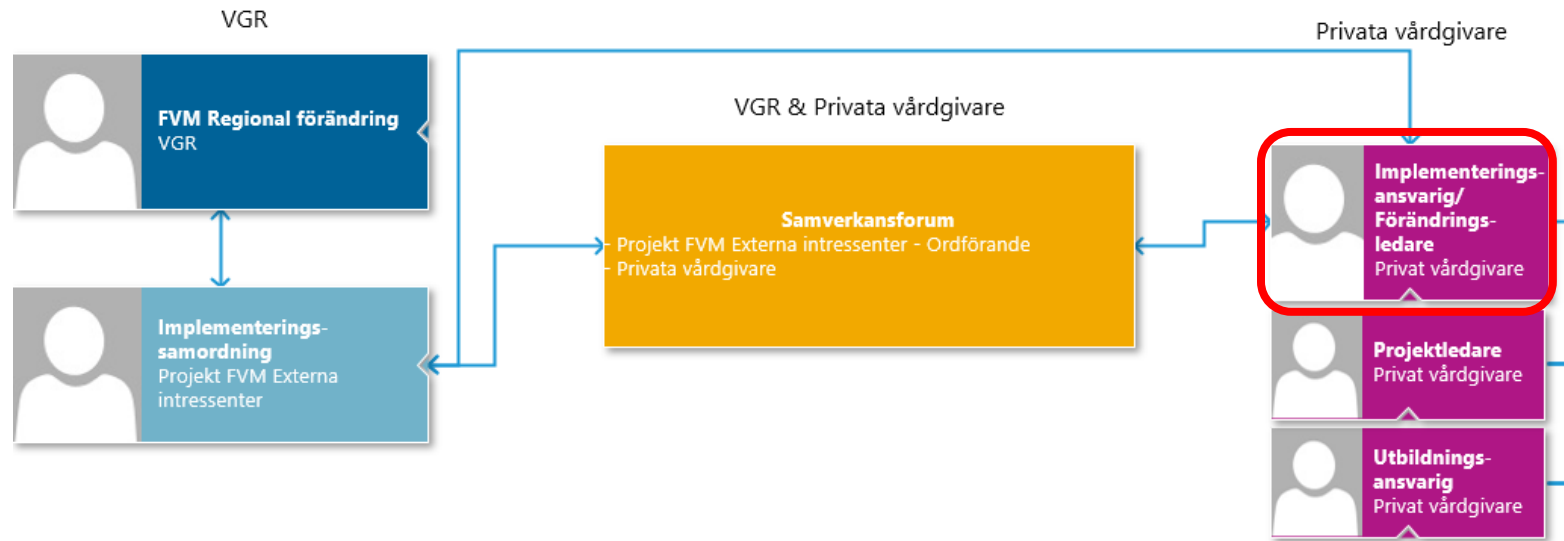 VGR
FVM Regional förändring
VGR
Implementerings-
samordning
Projekt FVM Externa
intressenter
VGR & Privata vårdgivare
Samverkansforum
- Projekt FVM Externa intressenter - Ordförande
- Privata vårdgivare
Privata vårdgivare
Implementerings-
ansvarig/
Förändrings-
ledare
Privat vårdgivare
Projektledare
Privat vårdgivare
Utbildnings-
ansvarig
Privat vårdgivare